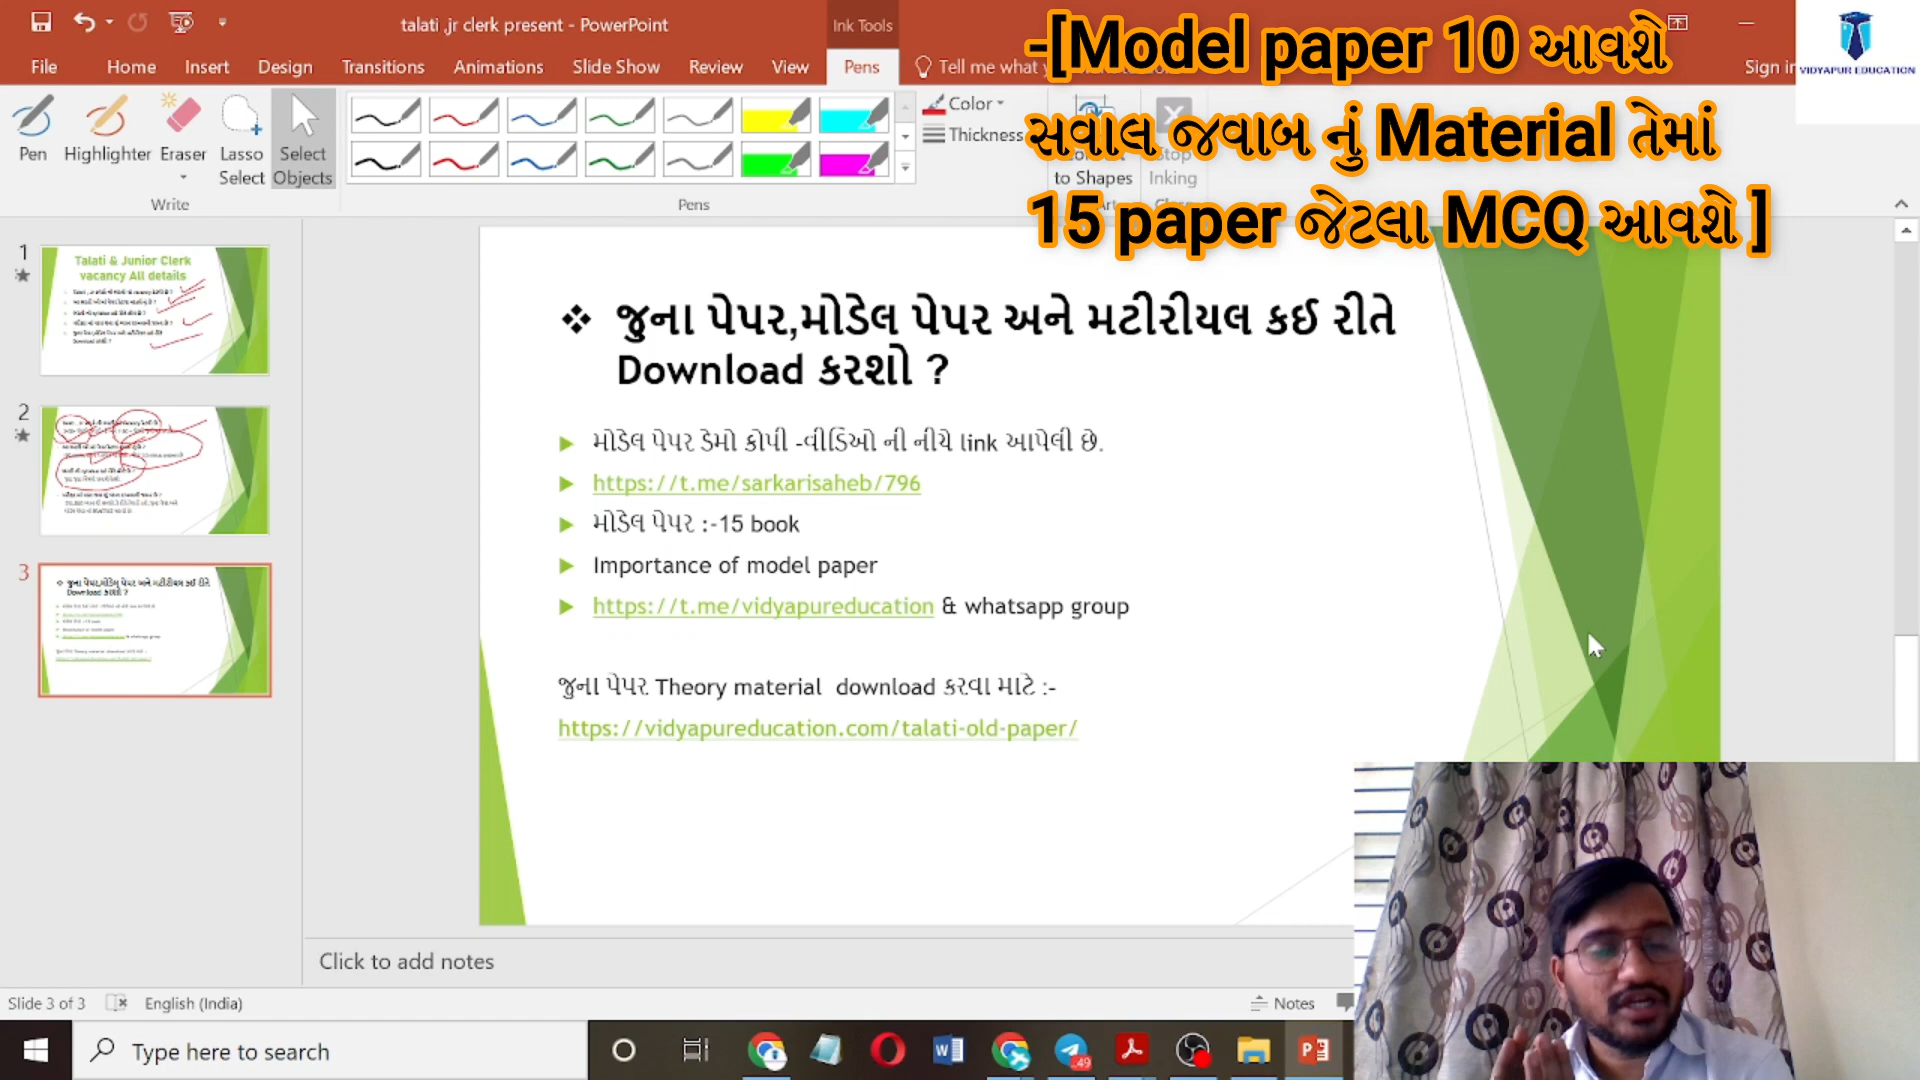 talati ,jr clerk present - PowerPoint
Ink Tools
-[Model paper 10 આવશે
સવાલ જવાબ નું Material તેમાં
15 paper જેટલા MCQ આવશે ]
VIDYAPUR EDUCATION
File Home Insert Design Transitions Animations Slide Show Review View Pens Tell me what
Sign in
Pen Highlighter Eraser Lasso Select Select Objects
Color
Thickness
to Shapes
Stop Inking
Write
Pens
1
Talati & Junior Clerk
vacancy All details
2
3
જુના પેપર,મોડેલ પેપર અને મટીરીયલ કઈ રીતે
Download કરશો ?
મોડેલ પેપર ડેમો કોપી -વીડિઓ ની નીચે link આપેલી છે.
https://t.me/sarkarisaheb/796
મોડેલ પેપર :-15 book
Importance of model paper
https://t.me/vidyapureducation & whatsapp group
જુના પેપર Theory material download કરવા માટે :-
https://vidyapureducation.com/talati-old-paper/
Click to add notes
Slide 3 of 3 English (India)
Notes
Type here to search